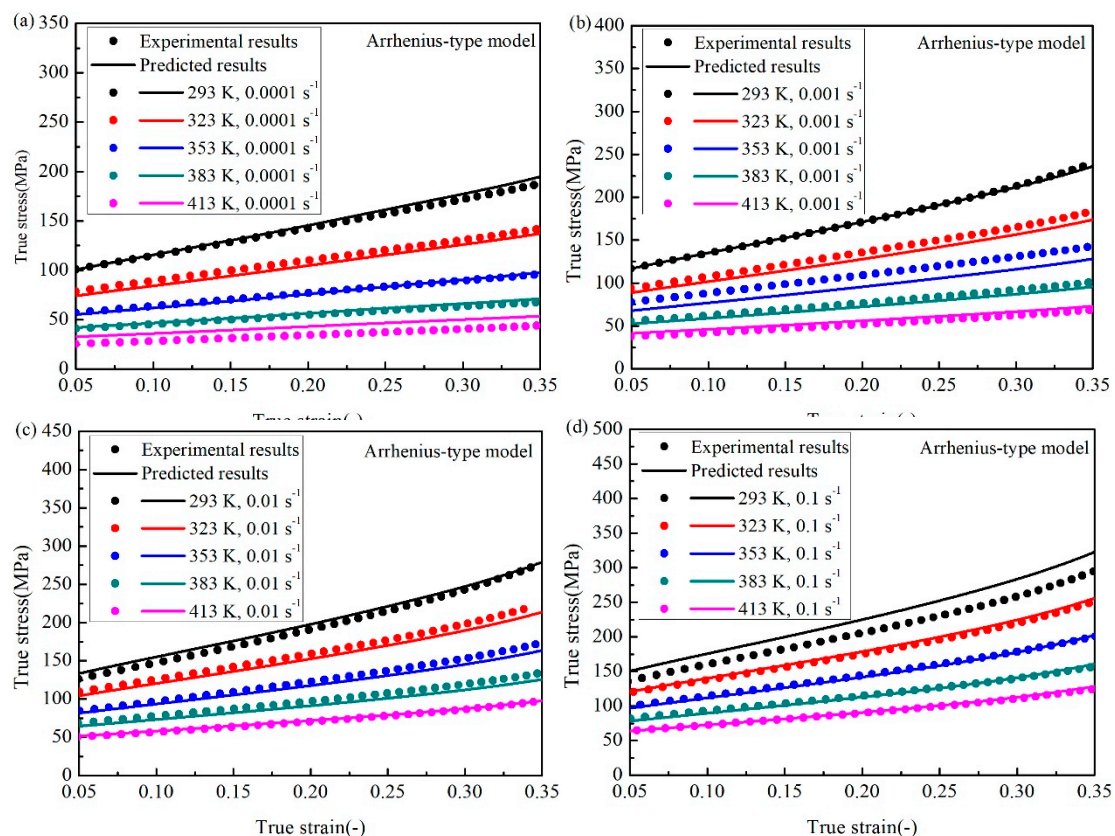 (a)
350
300
250
200
150
100
50
0
True stress(MPa)
Experimental results
Predicted results
Arrhenius-type model
293 K, 0.0001 s⁻¹
323 K, 0.0001 s⁻¹
353 K, 0.0001 s⁻¹
383 K, 0.0001 s⁻¹
413 K, 0.0001 s⁻¹
0.05 0.10 0.15 0.20 0.25 0.30 0.35
True strain(-)
(b)
400
350
300
250
200
150
100
50
0
True stress(MPa)
Experimental results
Predicted results
Arrhenius-type model
293 K, 0.001 s⁻¹
323 K, 0.001 s⁻¹
353 K, 0.001 s⁻¹
383 K, 0.001 s⁻¹
413 K, 0.001 s⁻¹
0.05 0.10 0.15 0.20 0.25 0.30 0.35
(c)
450
400
350
300
250
200
150
100
50
0
True stress(MPa)
Experimental results
Predicted results
Arrhenius-type model
293 K, 0.01 s⁻¹
323 K, 0.01 s⁻¹
353 K, 0.01 s⁻¹
383 K, 0.01 s⁻¹
413 K, 0.01 s⁻¹
0.05 0.10 0.15 0.20 0.25 0.30 0.35
True strain(-)
(d)
500
450
400
350
300
250
200
150
100
50
0
True stress(MPa)
Experimental results
Predicted results
Arrhenius-type model
293 K, 0.1 s⁻¹
323 K, 0.1 s⁻¹
353 K, 0.1 s⁻¹
383 K, 0.1 s⁻¹
413 K, 0.1 s⁻¹
0.05 0.10 0.15 0.20 0.25 0.30 0.35
True strain(-)